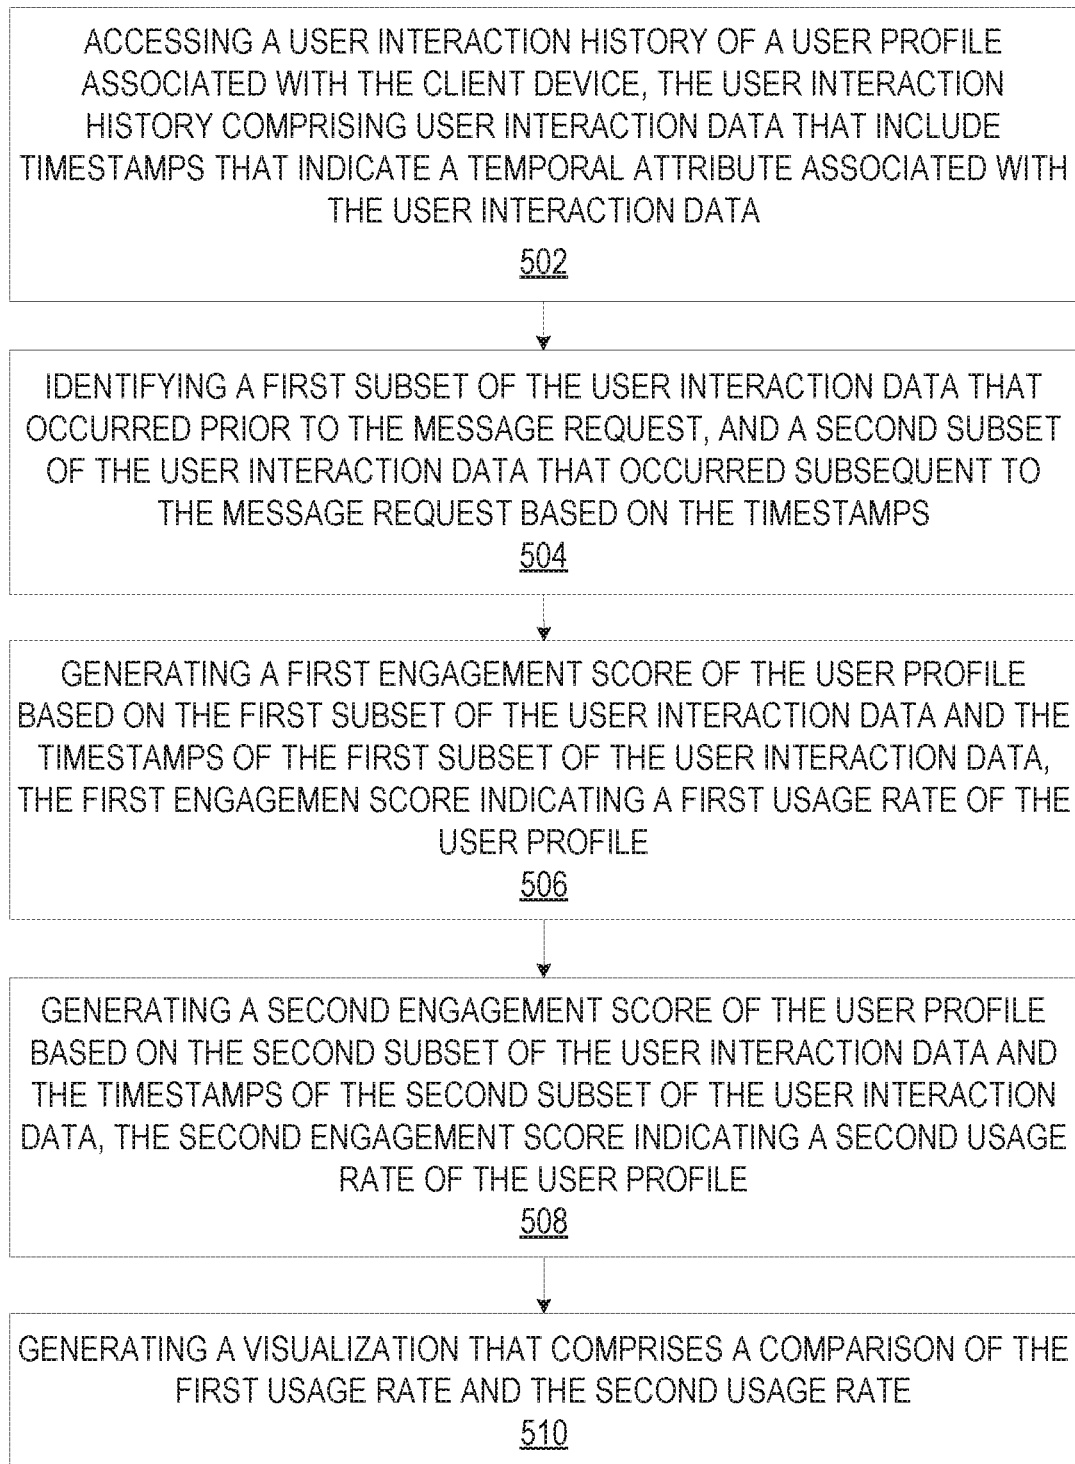 ACCESSING A USER INTERACTION HISTORY OF A USER PROFILE
ASSOCIATED WITH THE CLIENT DEVICE, THE USER INTERACTION
HISTORY COMPRISING USER INTERACTION DATA THAT INCLUDE
TIMESTAMPS THAT INDICATE A TEMPORAL ATTRIBUTE ASSOCIATED WITH
THE USER INTERACTION DATA
502
IDENTIFYING A FIRST SUBSET OF THE USER INTERACTION DATA THAT
OCCURRED PRIOR TO THE MESSAGE REQUEST, AND A SECOND SUBSET
OF THE USER INTERACTION DATA THAT OCCURRED SUBSEQUENT TO
THE MESSAGE REQUEST BASED ON THE TIMESTAMPS
504
GENERATING A FIRST ENGAGEMENT SCORE OF THE USER PROFILE
BASED ON THE FIRST SUBSET OF THE USER INTERACTION DATA AND THE
TIMESTAMPS OF THE FIRST SUBSET OF THE USER INTERACTION DATA,
THE FIRST ENGAGEMEN SCORE INDICATING A FIRST USAGE RATE OF THE
USER PROFILE
506
GENERATING A SECOND ENGAGEMENT SCORE OF THE USER PROFILE
BASED ON THE SECOND SUBSET OF THE USER INTERACTION DATA AND
THE TIMESTAMPS OF THE SECOND SUBSET OF THE USER INTERACTION
DATA, THE SECOND ENGAGEMENT SCORE INDICATING A SECOND USAGE
RATE OF THE USER PROFILE
508
GENERATING A VISUALIZATION THAT COMPRISES A COMPARISON OF THE
FIRST USAGE RATE AND THE SECOND USAGE RATE
510